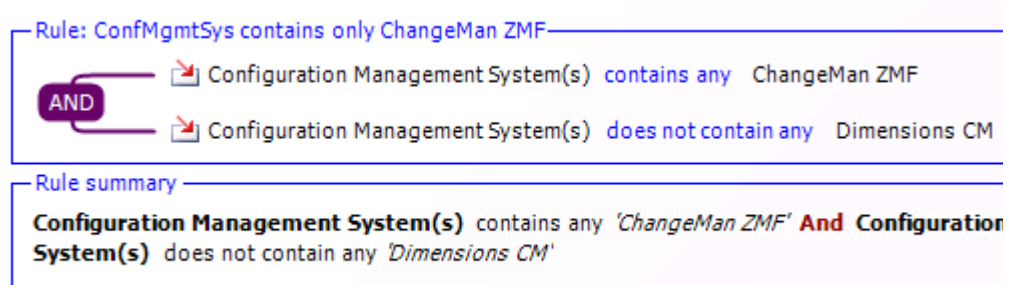 Rule: ConfMgmtSys contains only ChangeMan ZMF
Configuration Management System(s) contains any ChangeMan ZMF
AND
Configuration Management System(s) does not contain any Dimensions CM
Rule summary
Configuration Management System(s) contains any 'ChangeMan ZMF' And Configuration
System(s) does not contain any 'Dimensions CM'